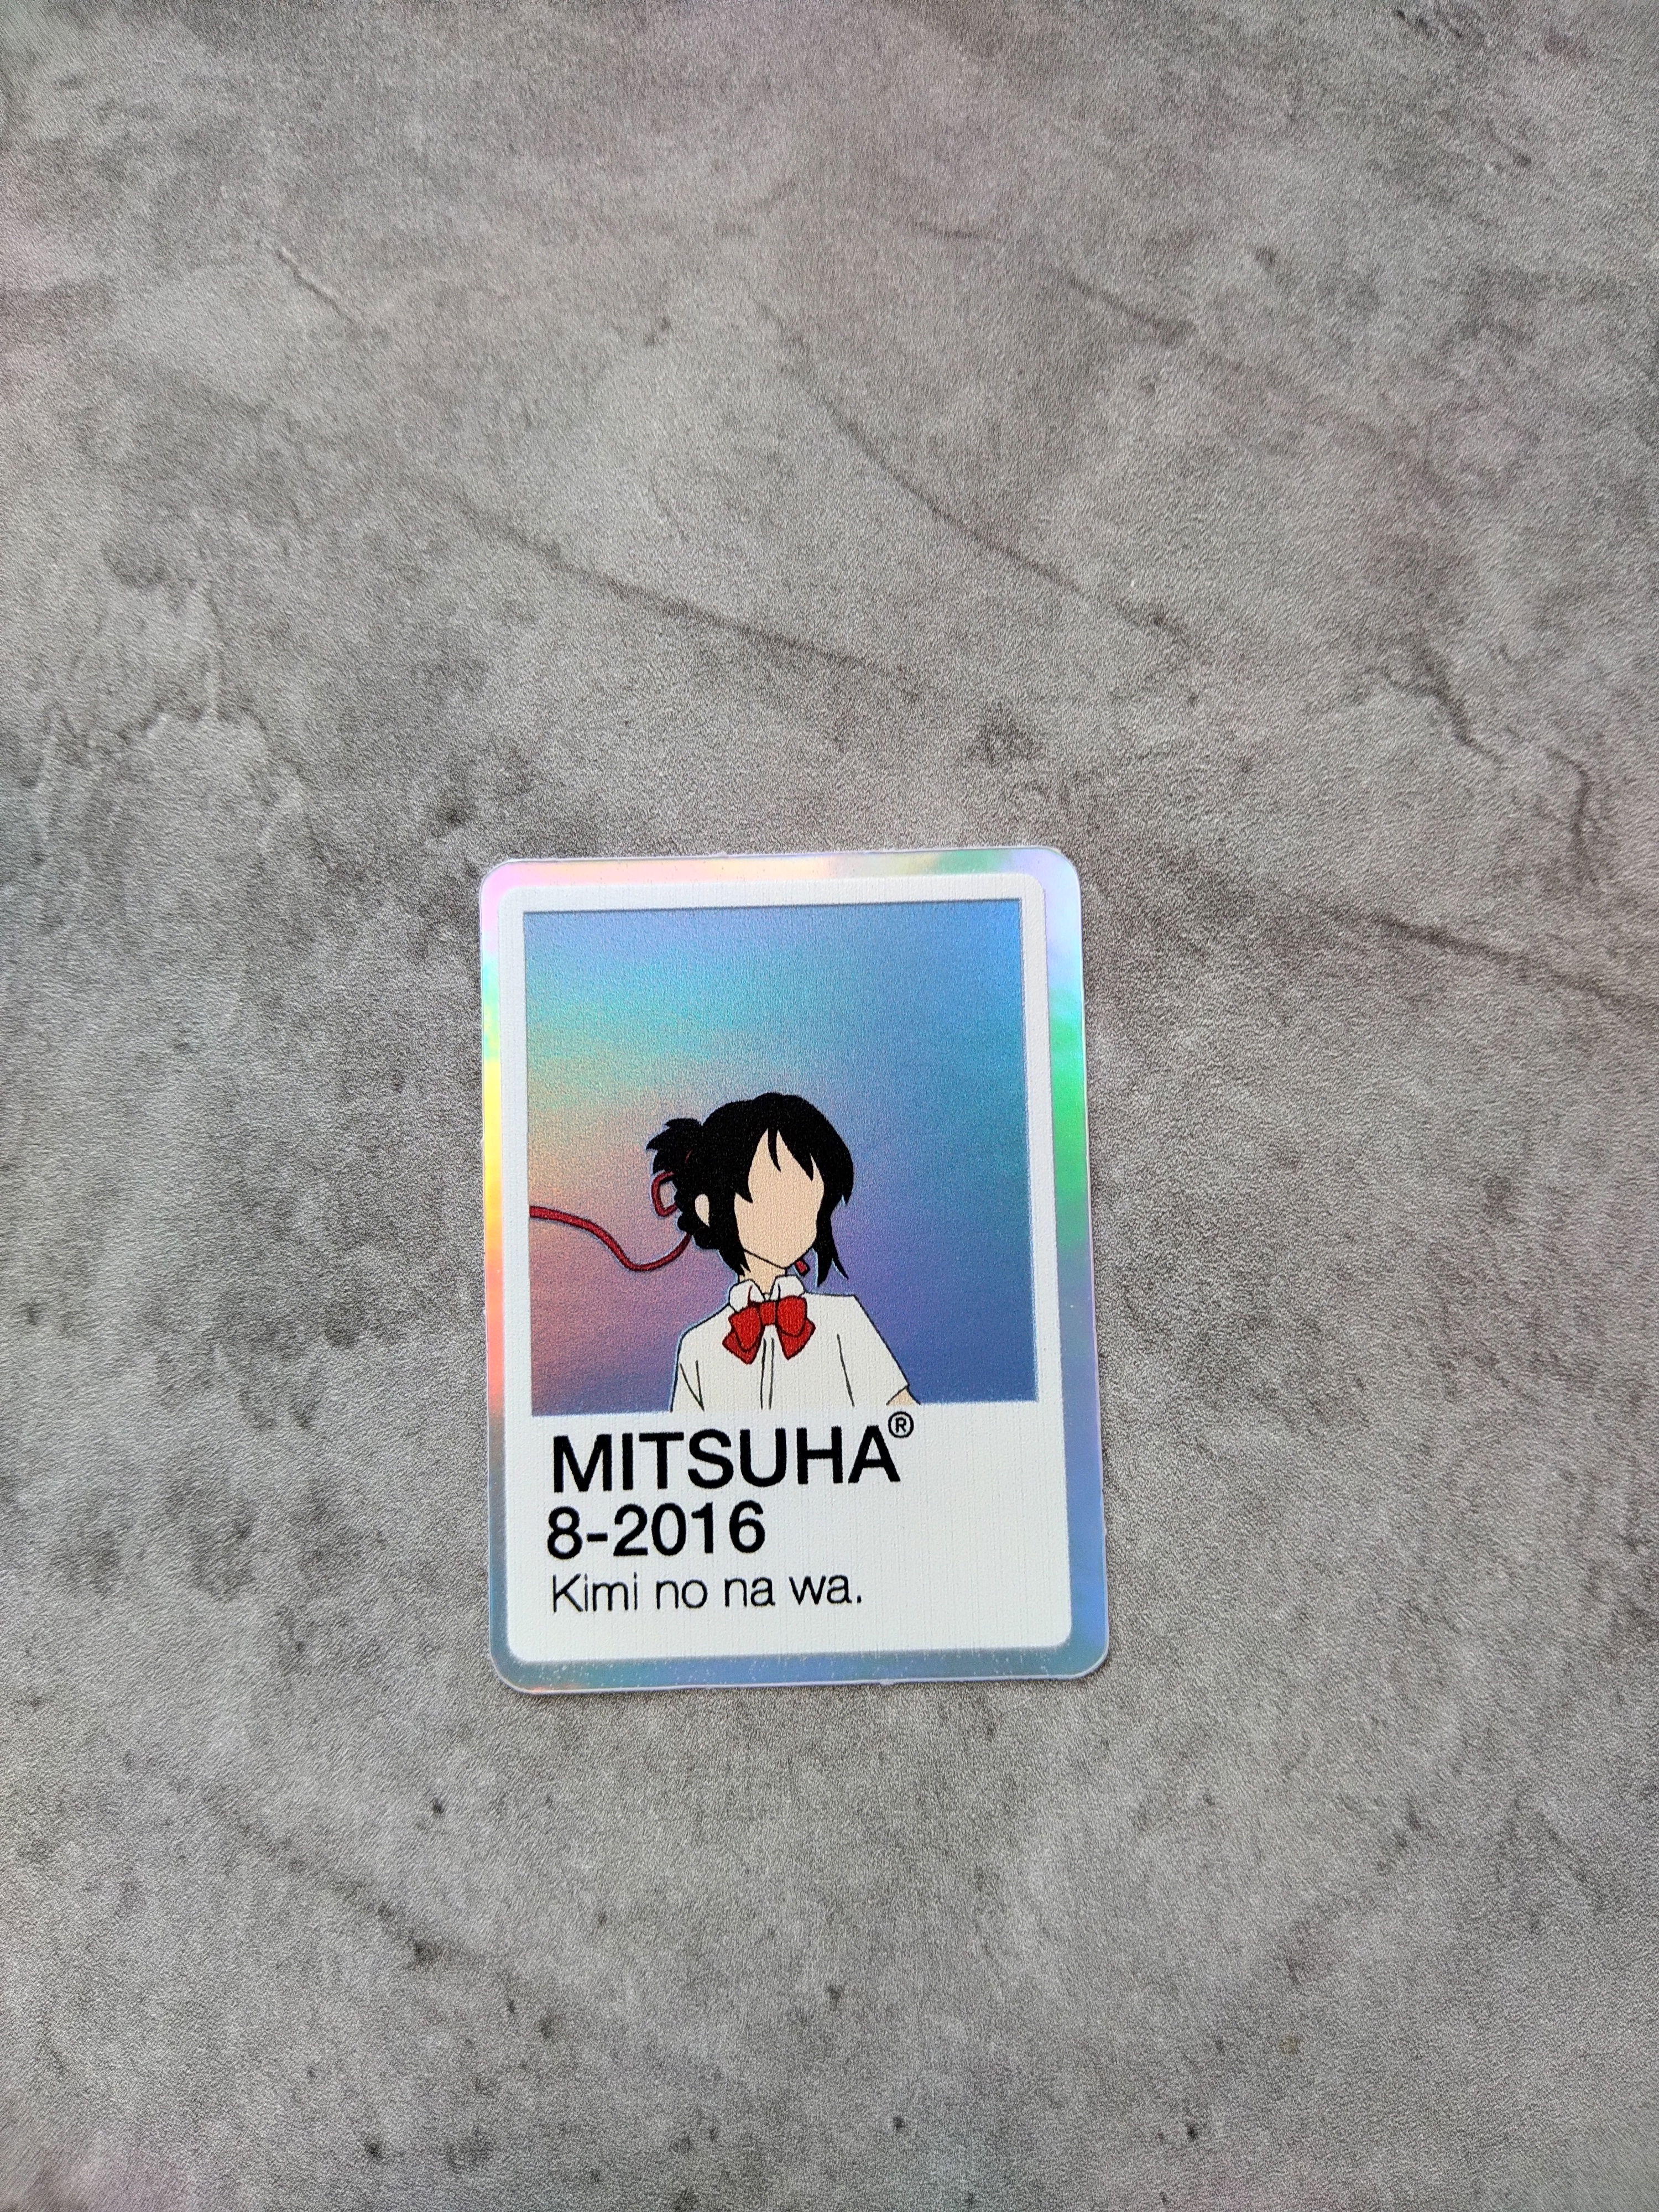 MITSUHA®
8-2016
Kimi no na wa.